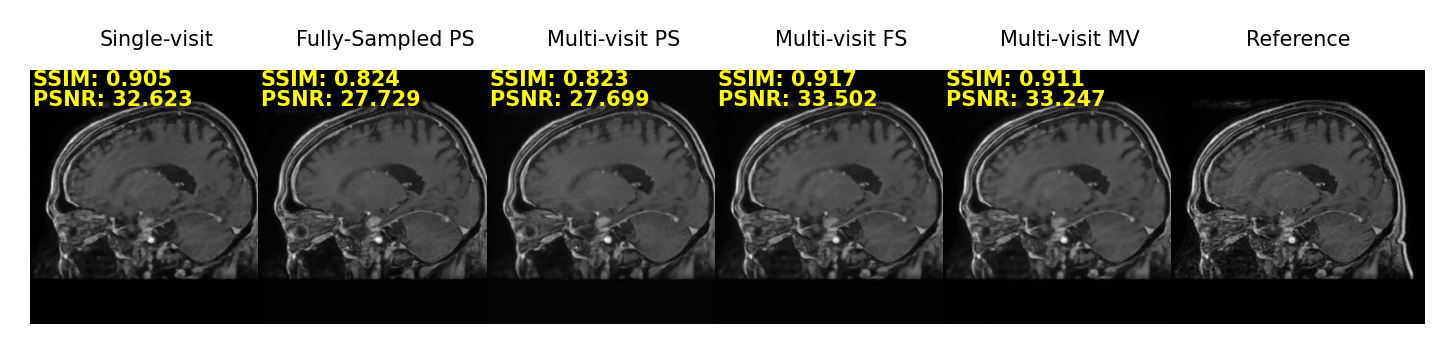 Single-visit
Fully-Sampled PS
Multi-visit PS
Multi-visit FS
Multi-visit MV
Reference
SSIM: 0.905
PSNR: 32.623
SSIM: 0.824
PSNR: 27.729
SSIM: 0.823
PSNR: 27.699
SSIM: 0.917
PSNR: 33.502
SSIM: 0.911
PSNR: 33.247